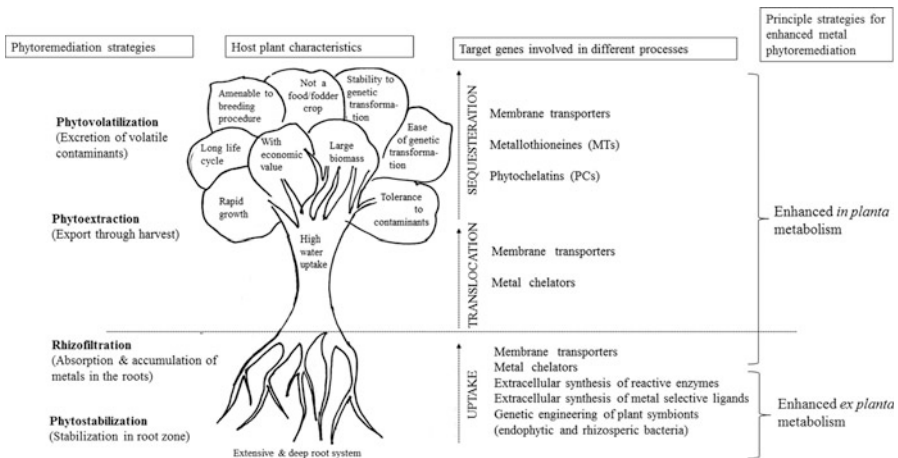 Phytoremediation strategies
Host plant characteristics
Target genes involved in different processes
Principle strategies for
enhanced metal
phytoremediation
Phytovolatilization
(Excretion of volatile
contaminants)
Phytoextraction
(Export through harvest)
Rhizofiltration
(Absorption & accumulation of
metals in the roots)
Phytostabilization
(Stabilization in root zone)
Amenable to
breeding
procedure
Not a
food/fodder
crop
Stability to
genetic
transforma-
tion
Long life
cycle
With
economic
value
Large
biomass
Ease
of genetic
transforma-
tion
Rapid
growth
Tolerance
to
contaminants
High
water
uptake
Extensive & deep root system
SEQUESTERATION
Membrane transporters
Metallothioneines (MTs)
Phytochelatins (PCs)
TRANSLOCATION
Membrane transporters
Metal chelators
UPTAKE
Membrane transporters
Metal chelators
Extracellular synthesis of reactive enzymes
Extracellular synthesis of metal selective ligands
Genetic engineering of plant symbionts
(endophytic and rhizosperic bacteria)
Enhanced in planta
metabolism
Enhanced ex planta
metabolism